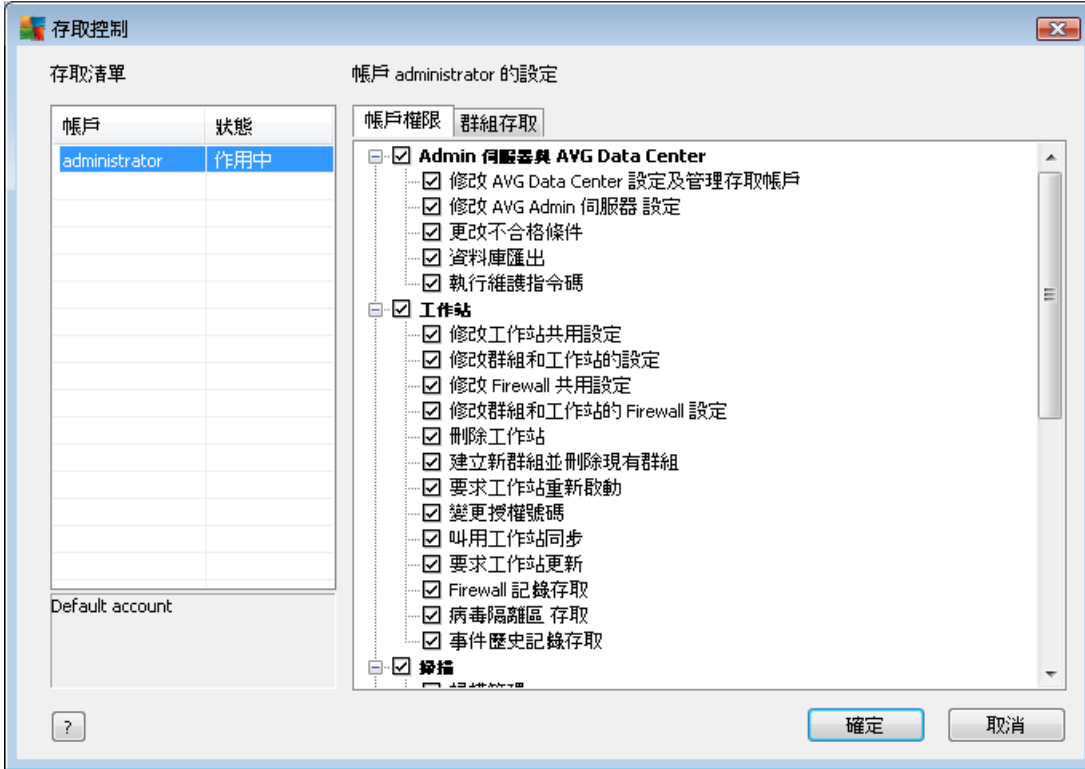 存取控制
存取清單
帳戶 administrator 的設定
帳戶 狀態
administrator 作用中
Default account
帳戶權限 群組存取
Admin 伺服器與 AVG Data Center
修改 AVG Data Center 設定及管理存取帳戶
修改 AVG Admin 伺服器 設定
更改不合格條件
資料庫匯出
執行維護指令碼
工作站
修改工作站共用設定
修改群組和工作站的設定
修改 Firewall 共用設定
修改群組和工作站的 Firewall 設定
刪除工作站
建立新群組並刪除現有群組
要求工作站重新啟動
變更授權號碼
叫用工作站同步
要求工作站更新
Firewall 記錄存取
病毒隔離區 存取
事件歷史記錄存取
掃描
?
確定 取消